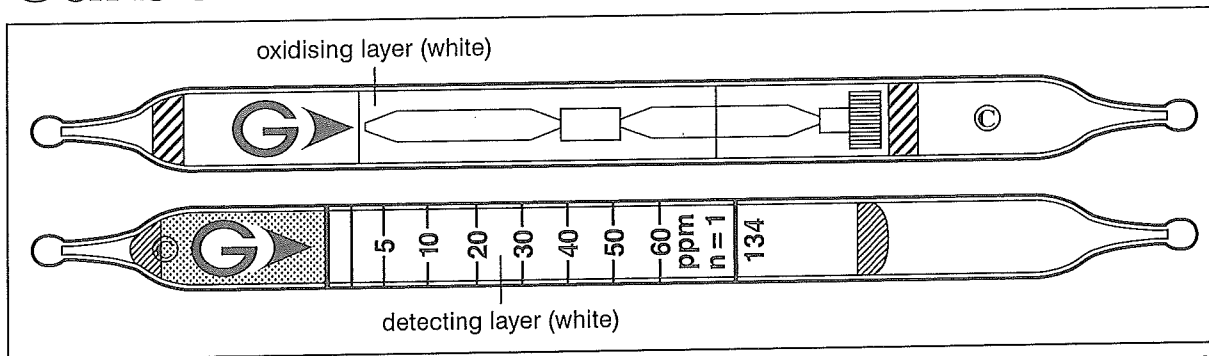 oxidising layer (white)
G
©
©
G
5
10
20
30
40
50
60
ppm
n = 1
134
detecting layer (white)